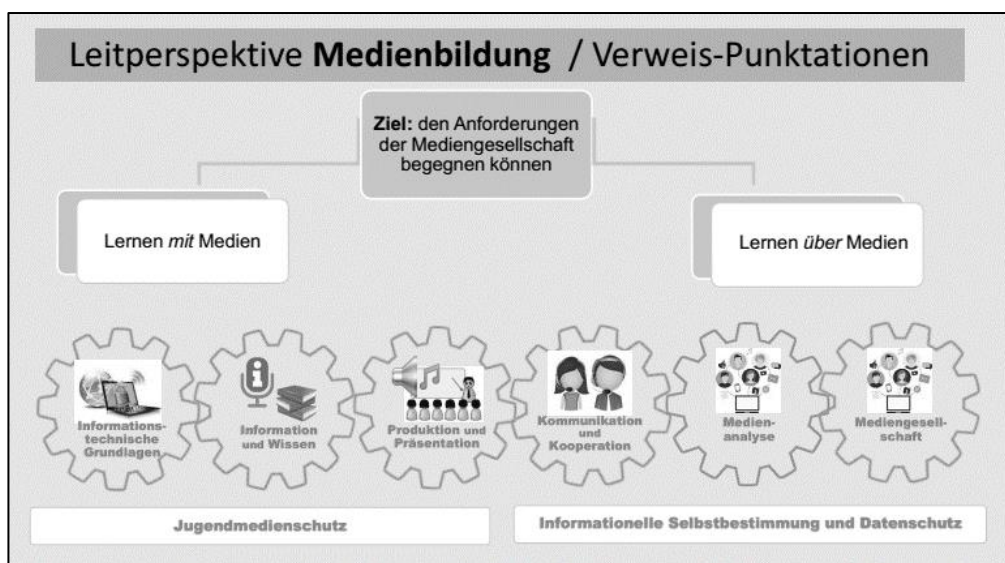 Leitperspektive Medienbildung / Verweis-Punktationen
Ziel: den Anforderungen
der Mediengesellschaft
begegnen können
Lernen mit Medien
Lernen über Medien
Informations-
technische
Grundlagen
Information
und Wissen
Produktion und
Präsentation
Kommunikation
und
Kooperation
Medien-
analyse
Mediengesell-
schaft
Jugendmedienschutz
Informationelle Selbstbestimmung und Datenschutz